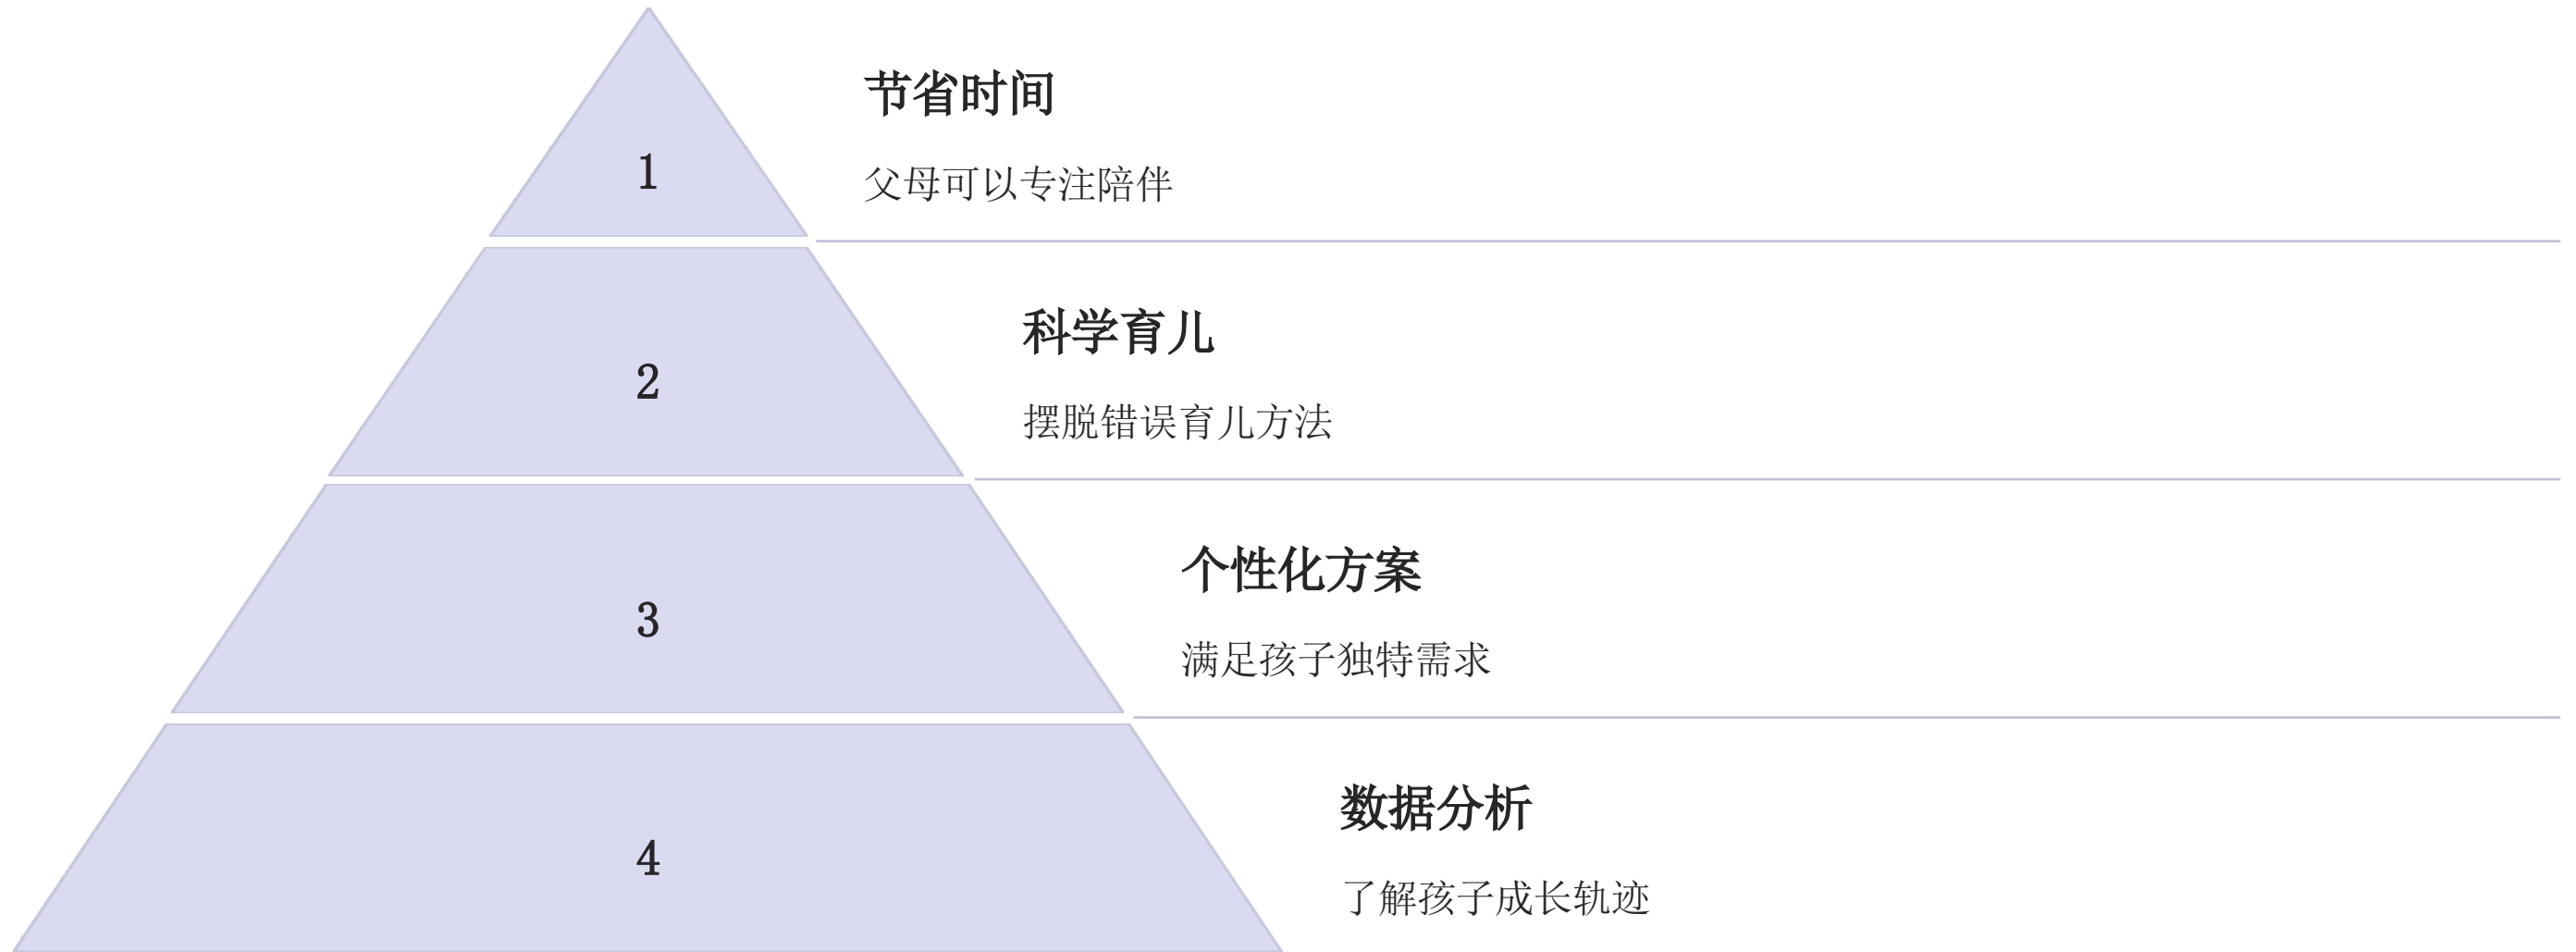 1
节省时间
父母可以专注陪伴
2
科学育儿
摆脱错误育儿方法
3
个性化方案
满足孩子独特需求
4
数据分析
了解孩子成长轨迹